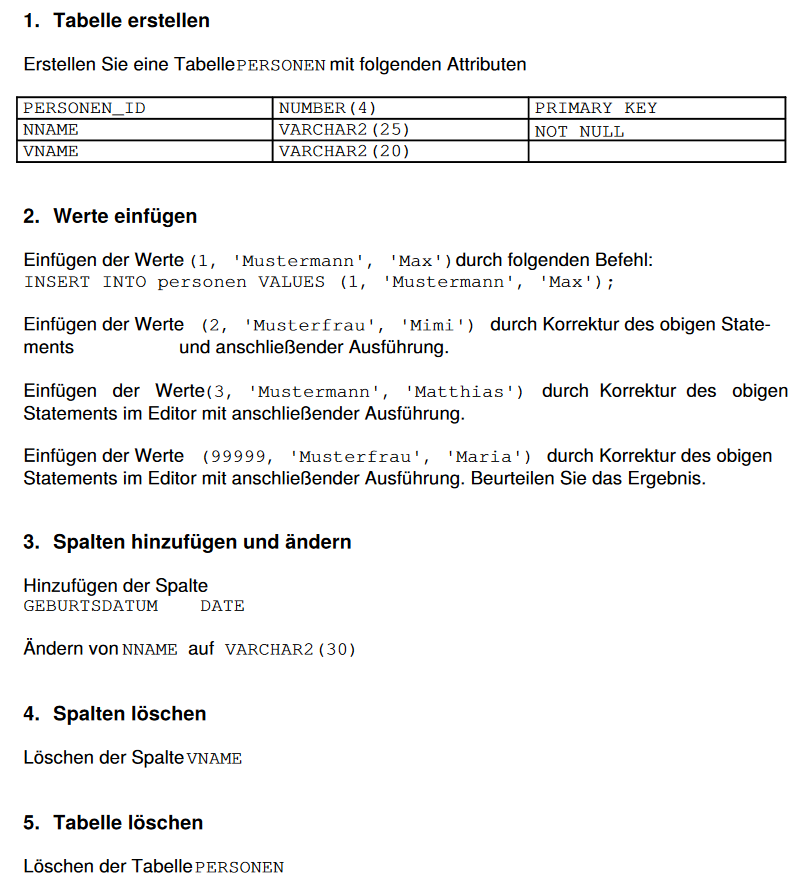 1. Tabelle erstellen
Erstellen Sie eine Tabelle PERSONEN mit folgenden Attributen
PERSONEN_ID NUMBER(4) PRIMARY KEY
NNAME VARCHAR2(25) NOT NULL
VNAME VARCHAR2(20)
2. Werte einfügen
Einfügen der Werte (1, 'Mustermann', 'Max') durch folgenden Befehl:
INSERT INTO personen VALUES (1, 'Mustermann', 'Max');
Einfügen der Werte (2, 'Musterfrau', 'Mimi') durch Korrektur des obigen State-
ments und anschließender Ausführung.
Einfügen der Werte(3, 'Mustermann', 'Matthias') durch Korrektur des obigen
Statements im Editor mit anschließender Ausführung.
Einfügen der Werte (99999, 'Musterfrau', 'Maria') durch Korrektur des obigen
Statements im Editor mit anschließender Ausführung. Beurteilen Sie das Ergebnis.
3. Spalten hinzufügen und ändern
Hinzufügen der Spalte
GEBURTSDATUM DATE
Ändern von NNAME auf VARCHAR2(30)
4. Spalten löschen
Löschen der Spalte VNAME
5. Tabelle löschen
Löschen der Tabelle PERSONEN